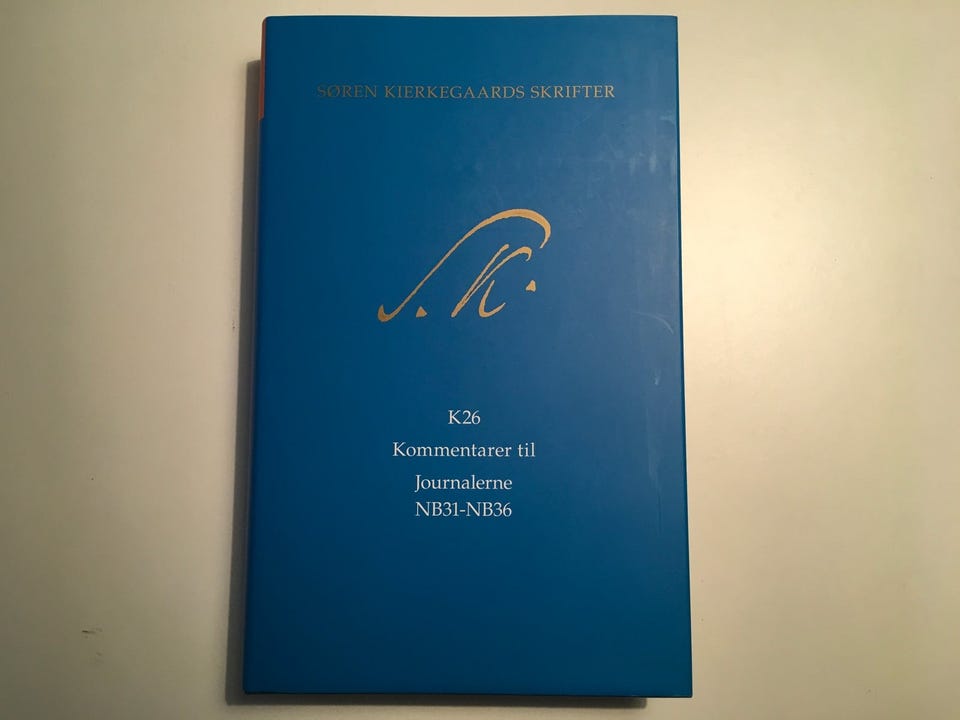 SØREN KIERKEGAARDS SKRIFTER
S. K.
K26
Kommentarer til
Journalerne
NB31-NB36